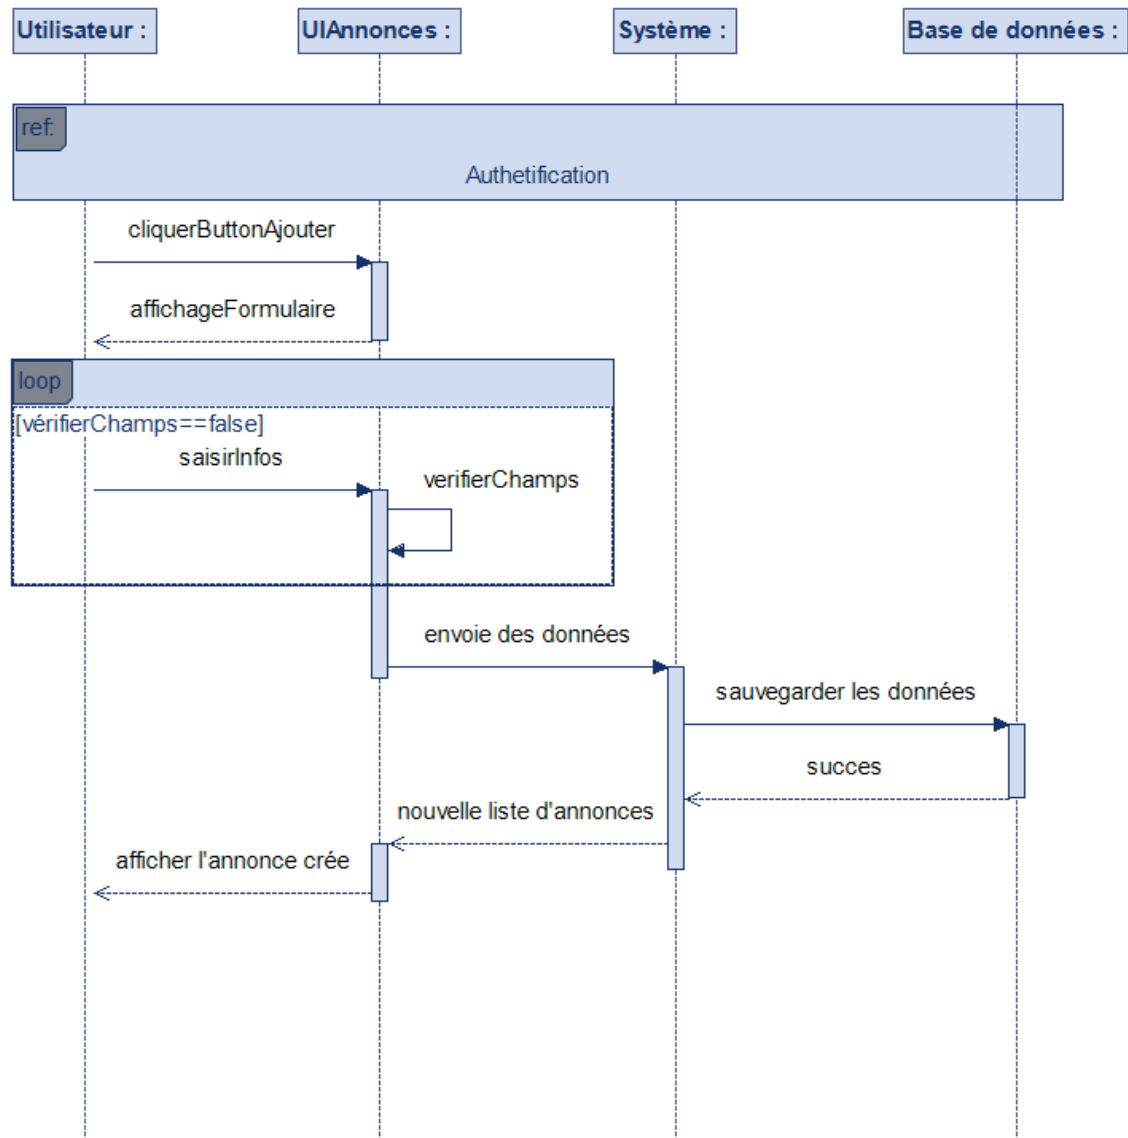 Utilisateur :
UIAnnonces :
Système :
Base de données :
ref:
Authetification
cliquerButtonAjouter
affichageFormulaire
loop
[vérifierChamps==false]
saisirInfos
verifierChamps
envoie des données
sauvegarder les données
succes
nouvelle liste d'annonces
afficher l'annonce crée